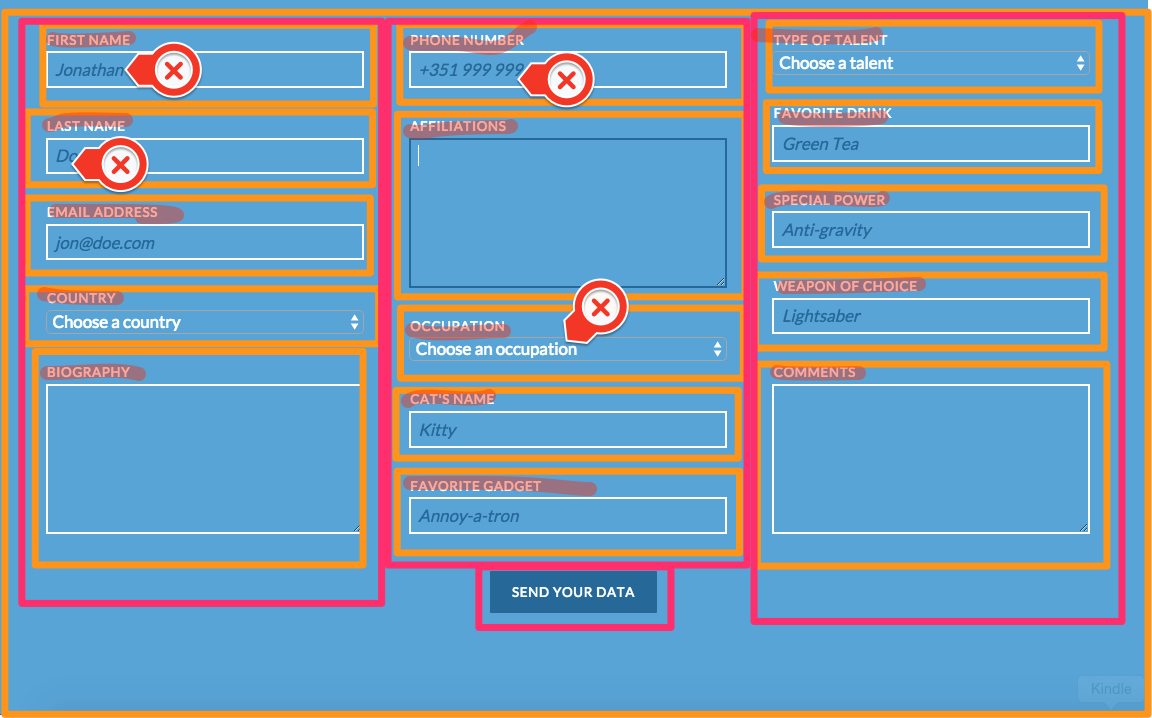 FIRST NAME
Jonathan
LAST NAME
Do
EMAIL ADDRESS
jon@doe.com
COUNTRY
Choose a country
BIOGRAPHY
PHONE NUMBER
+351 999 999
AFFILIATIONS
OCCUPATION
Choose an occupation
CAT'S NAME
Kitty
FAVORITE GADGET
Annoy-a-tron
TYPE OF TALENT
Choose a talent
FAVORITE DRINK
Green Tea
SPECIAL POWER
Anti-gravity
WEAPON OF CHOICE
Lightsaber
COMMENTS
SEND YOUR DATA
Kindle